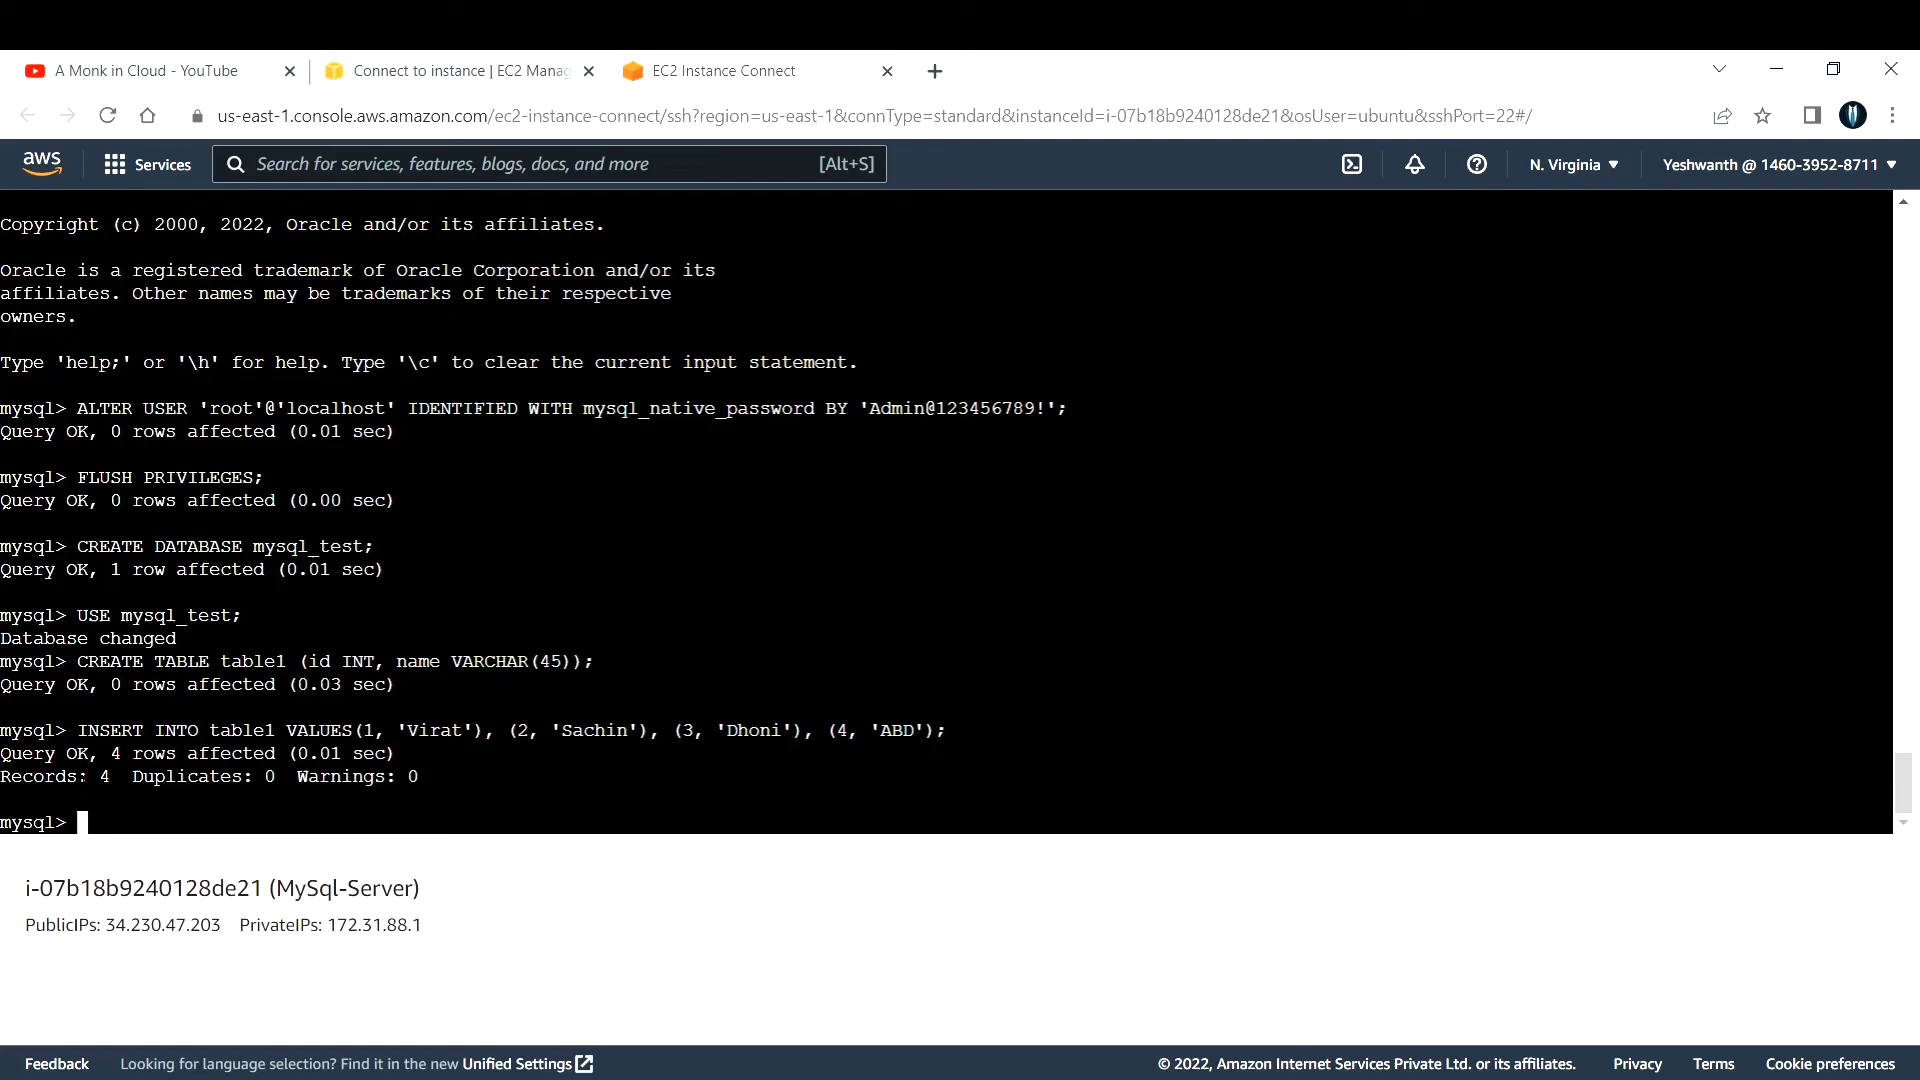 A Monk in Cloud - YouTube
Connect to instance | EC2 Manag
EC2 Instance Connect
us-east-1.console.aws.amazon.com/ec2-instance-connect/ssh?region=us-east-1&connType=standard&instanceId=i-07b18b9240128de21&osUser=ubuntu&sshPort=22#/
aws
Services
Search for services, features, blogs, docs, and more
[Alt+S]
N. Virginia
Yeshwanth @ 1460-3952-8711
Copyright (c) 2000, 2022, Oracle and/or its affiliates.
Oracle is a registered trademark of Oracle Corporation and/or its
affiliates. Other names may be trademarks of their respective
owners.
Type 'help;' or '\h' for help. Type '\c' to clear the current input statement.
mysql> ALTER USER 'root'@'localhost' IDENTIFIED WITH mysql_native_password BY 'Admin@123456789!';
Query OK, 0 rows affected (0.01 sec)
mysql> FLUSH PRIVILEGES;
Query OK, 0 rows affected (0.00 sec)
mysql> CREATE DATABASE mysql_test;
Query OK, 1 row affected (0.01 sec)
mysql> USE mysql_test;
Database changed
mysql> CREATE TABLE table1 (id INT, name VARCHAR(45));
Query OK, 0 rows affected (0.03 sec)
mysql> INSERT INTO table1 VALUES(1, 'Virat'), (2, 'Sachin'), (3, 'Dhoni'), (4, 'ABD');
Query OK, 4 rows affected (0.01 sec)
Records: 4  Duplicates: 0  Warnings: 0
mysql>
i-07b18b9240128de21 (MySql-Server)
PublicIPs: 34.230.47.203  PrivateIPs: 172.31.88.1
Feedback
Looking for language selection? Find it in the new Unified Settings
© 2022, Amazon Internet Services Private Ltd. or its affiliates.
Privacy
Terms
Cookie preferences